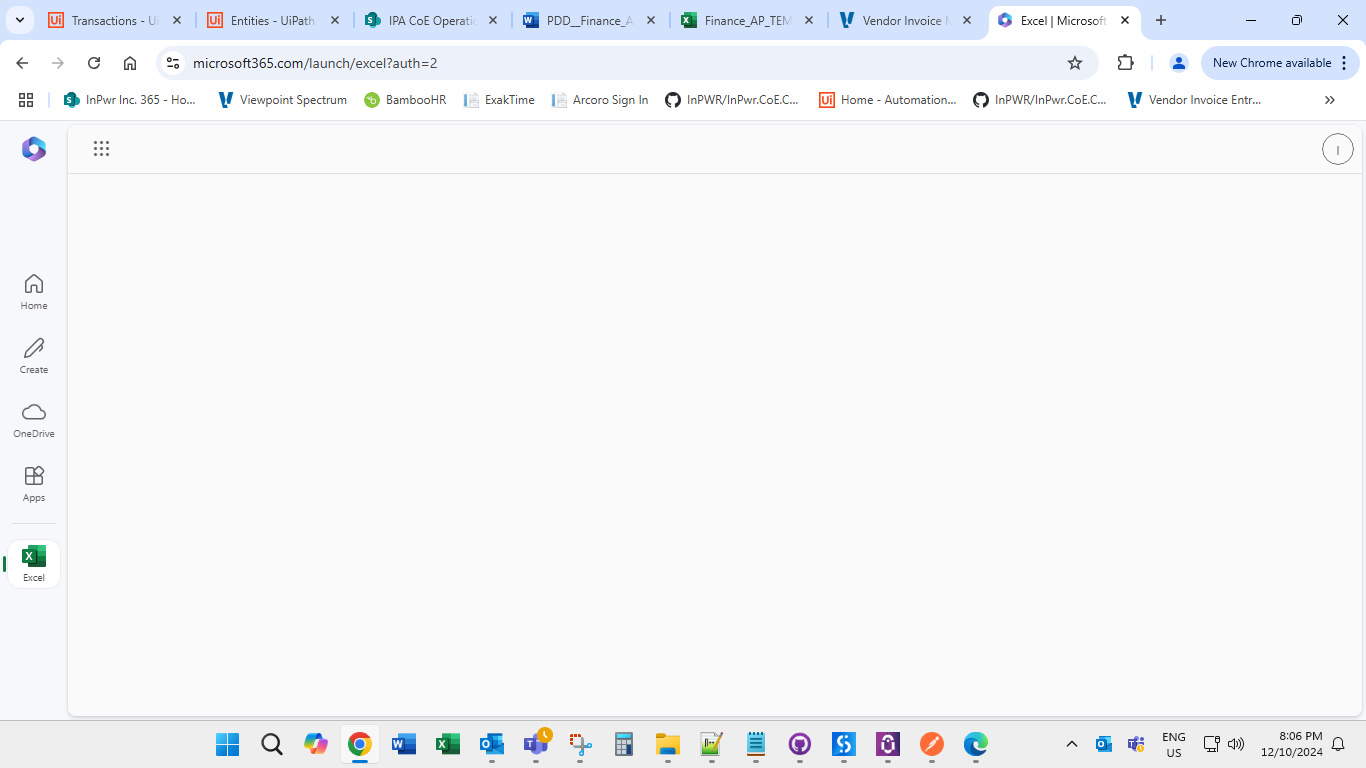 Transactions - Ui
Entities - UiPath
IPA CoE Operatic
PDD__Finance_A
Finance_AP_TEM
Vendor Invoice M
Excel | Microsoft
microsoft365.com/launch/excel?auth=2
New Chrome available
InPwr Inc. 365 - Ho...
Viewpoint Spectrum
BambooHR
ExakTime
Arcoro Sign In
InPWR/InPwr.CoE.C...
Home - Automation...
InPWR/InPwr.CoE.C...
Vendor Invoice Entr...
I
Home
Create
OneDrive
Apps
Excel
ENG
US
8:06 PM
12/10/2024